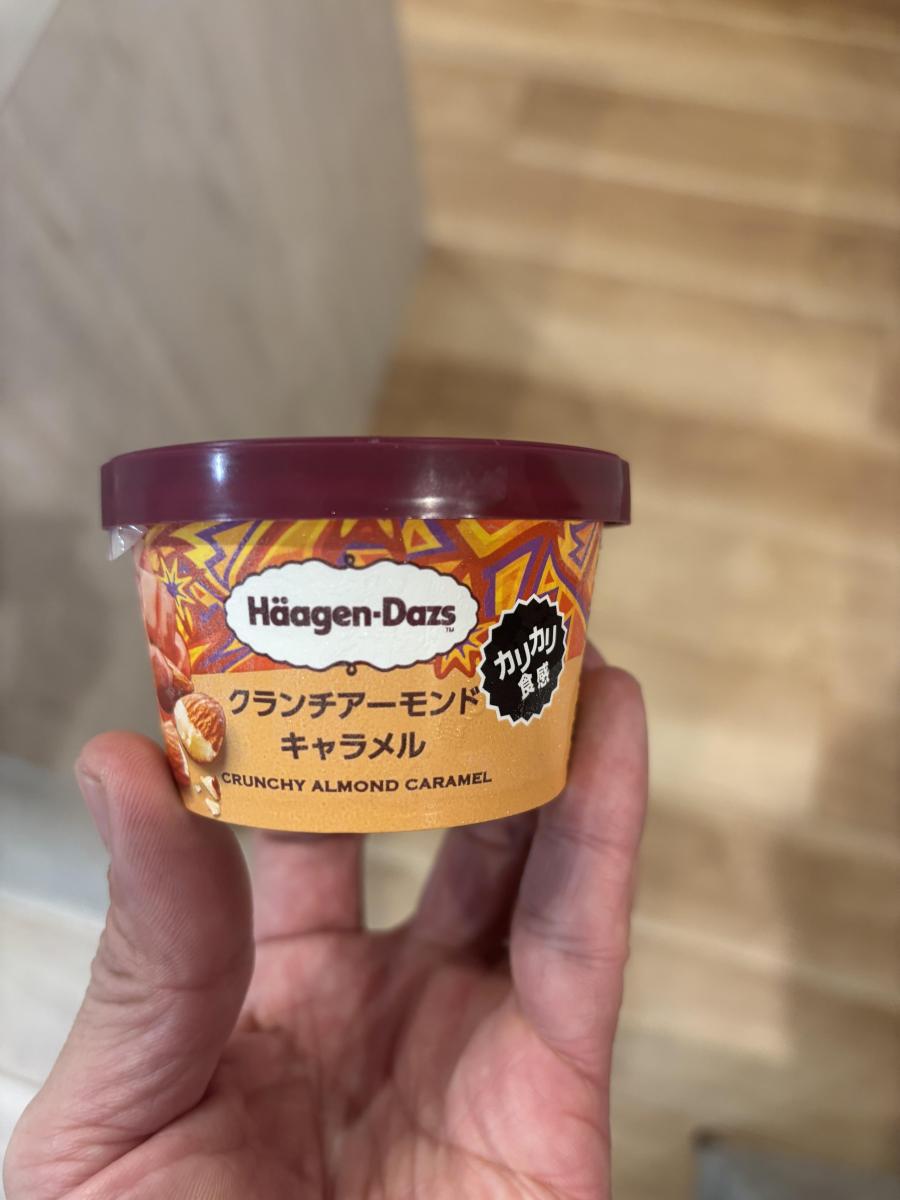 Häagen-Dazs
TM
カリカリ
食感
クランチアーモンド
キャラメル
CRUNCHY ALMOND CARAMEL